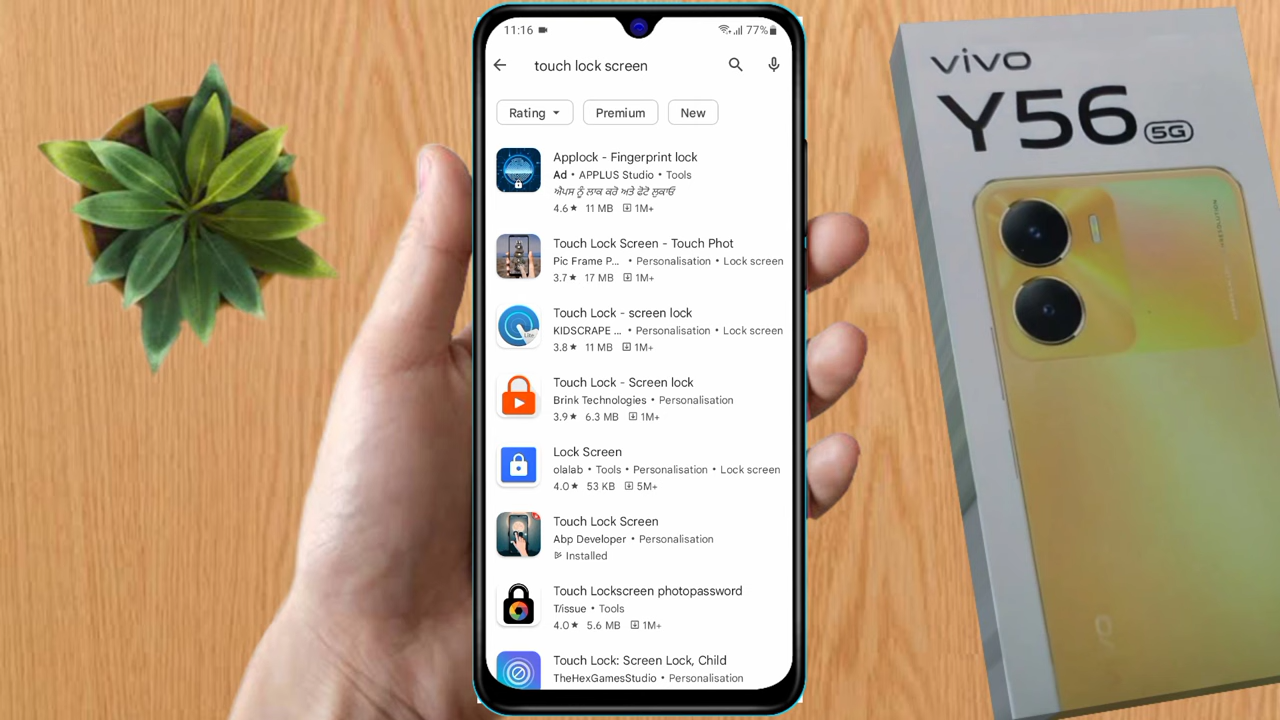 11:16
77%
touch lock screen
Rating
Premium
New
Applock - Fingerprint lock
Ad • APPLUS Studio • Tools
ਐਪਸ ਨੂੰ ਲਾਕ ਕਰੋ ਅਤੇ ਫੋਟੋ ਲੁਕਾਓ
4.6★ 11 MB 1M+
Touch Lock Screen - Touch Phot
Pic Frame P... • Personalisation • Lock screen
3.7★ 17 MB 1M+
Touch Lock - screen lock
KIDSCRAPE ... • Personalisation • Lock screen
Lite
3.8★ 11 MB 1M+
Touch Lock - Screen lock
Brink Technologies • Personalisation
3.9★ 6.3 MB 1M+
Lock Screen
olalab • Tools • Personalisation • Lock screen
4.0★ 53 KB 5M+
Touch Lock Screen
Abp Developer • Personalisation
Installed
Touch Lockscreen photopassword
T/issue • Tools
4.0★ 5.6 MB 1M+
Touch Lock: Screen Lock, Child
TheHexGamesStudio • Personalisation
vivo
Y56 5G